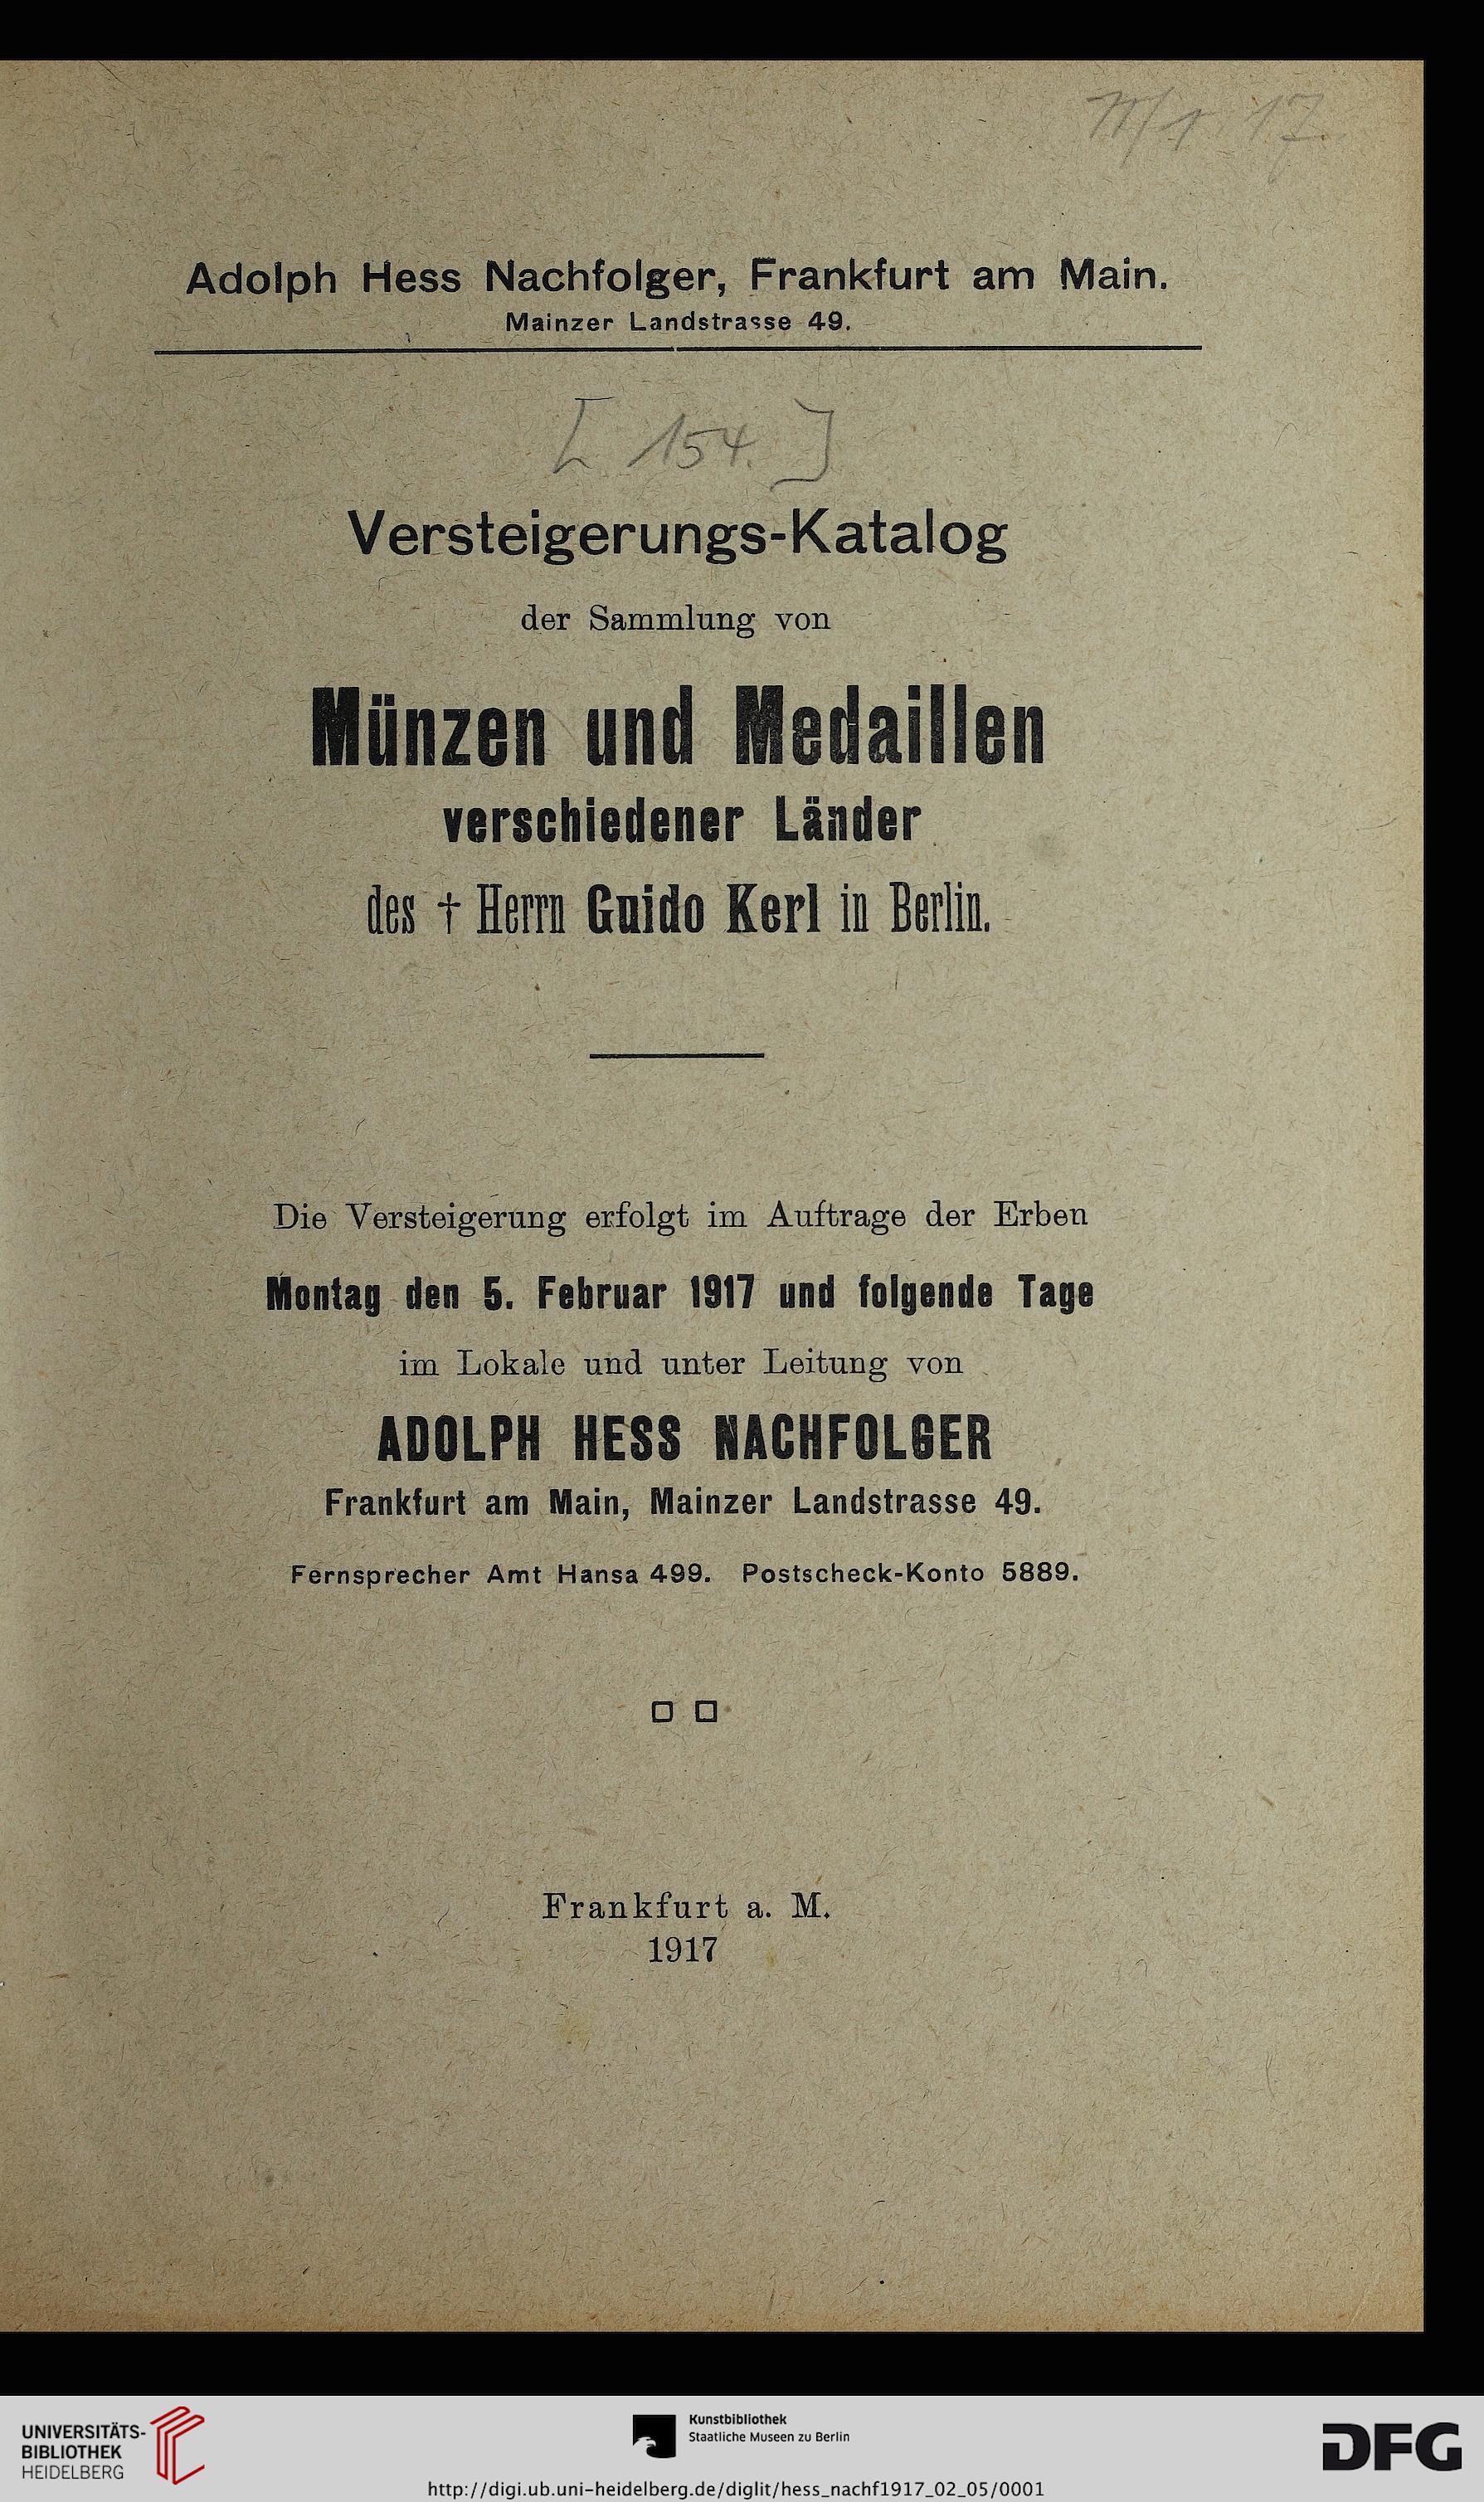 Adolph Hess Nachfolger, Frankfurt am Main.
Mainzer Landstrasse 49.
[ 154. ]
Versteigerungs-Katalog
der Sammlung von
Münzen und Medaillen
verschiedener Länder
des † Herrn Guido Kerl in Berlin.
Die Versteigerung erfolgt im Auftrage der Erben
Montag den 5. Februar 1917 und folgende Tage
im Lokale und unter Leitung von
ADOLPH HESS NACHFOLGER
Frankfurt am Main, Mainzer Landstrasse 49.
Fernsprecher Amt Hansa 499. Postscheck-Konto 5889.
Frankfurt a. M.
1917
UNIVERSITÄTS-
BIBLIOTHEK
HEIDELBERG
Kunstbibliothek
Staatliche Museen zu Berlin
http://digi.ub.uni-heidelberg.de/diglit/hess_nachf1917_02_05/0001
DFG